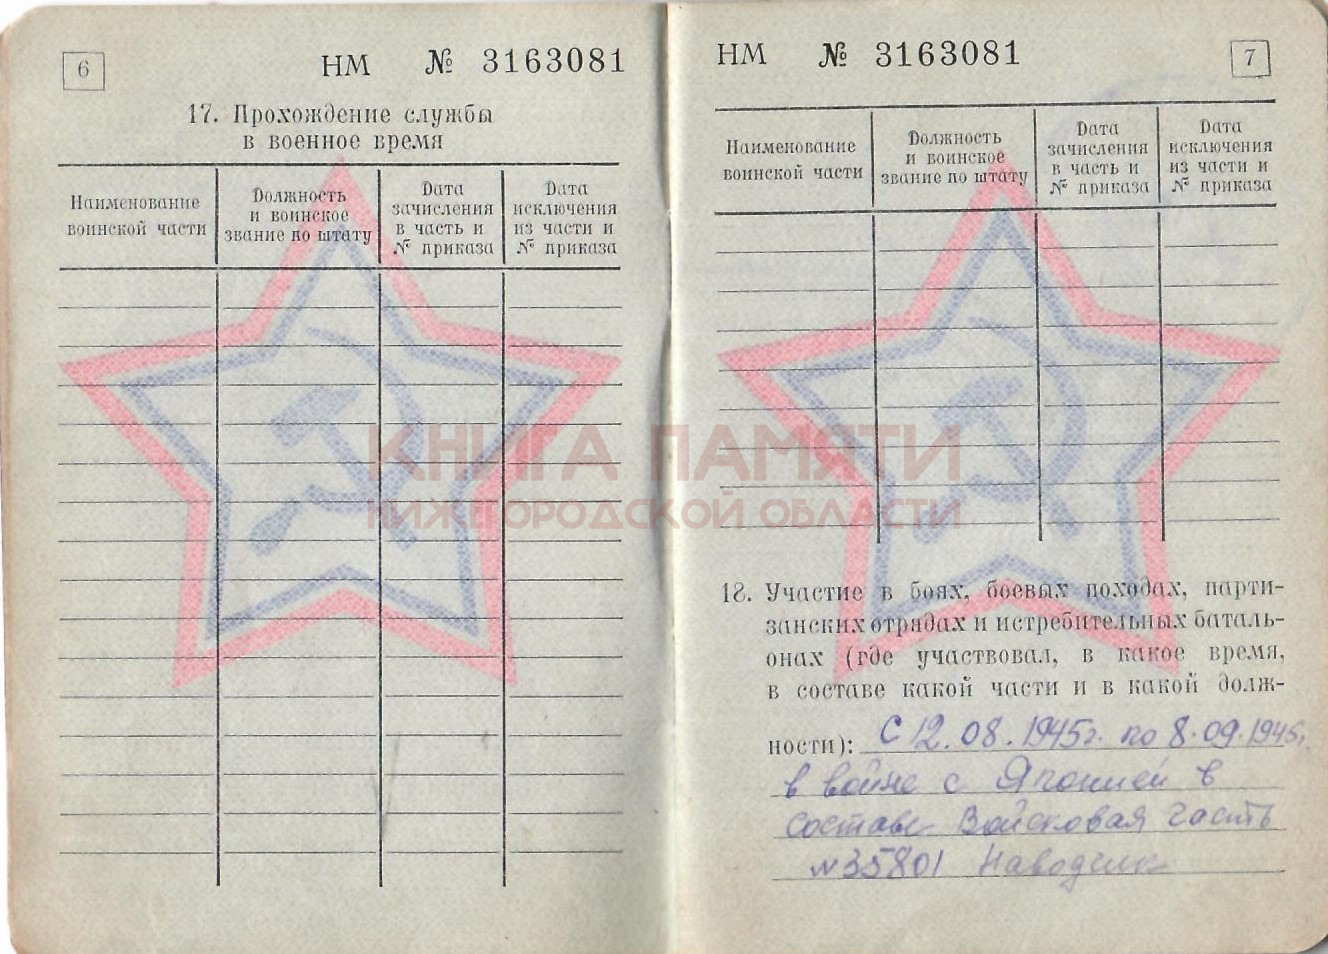 6
НМ № 3163081
17. Прохождение службы
в военное время
Наименование
воинской части
Должность
и воинское
звание по штату
Дата
зачисления
в часть и
№ приказа
Дата
исключения
из части и
№ приказа
НМ № 3163081
7
Наименование
воинской части
Должность
и воинское
звание по штату
Дата
зачисления
в часть и
№ приказа
Дата
исключения
из части и
№ приказа
КНИГА ПАМЯТИ
НИЖЕГОРОДСКОЙ ОБЛАСТИ
18. Участие в боях, боевых походах, парти-
занских отрядах и истребительных баталь-
онах (где участвовал, в какое время,
в составе какой части и в какой долж-
ности): С 12.08.1945г. по 8.09.1945г.
в войне с Японией в
составе Войсковая часть
№35801 Наводчик